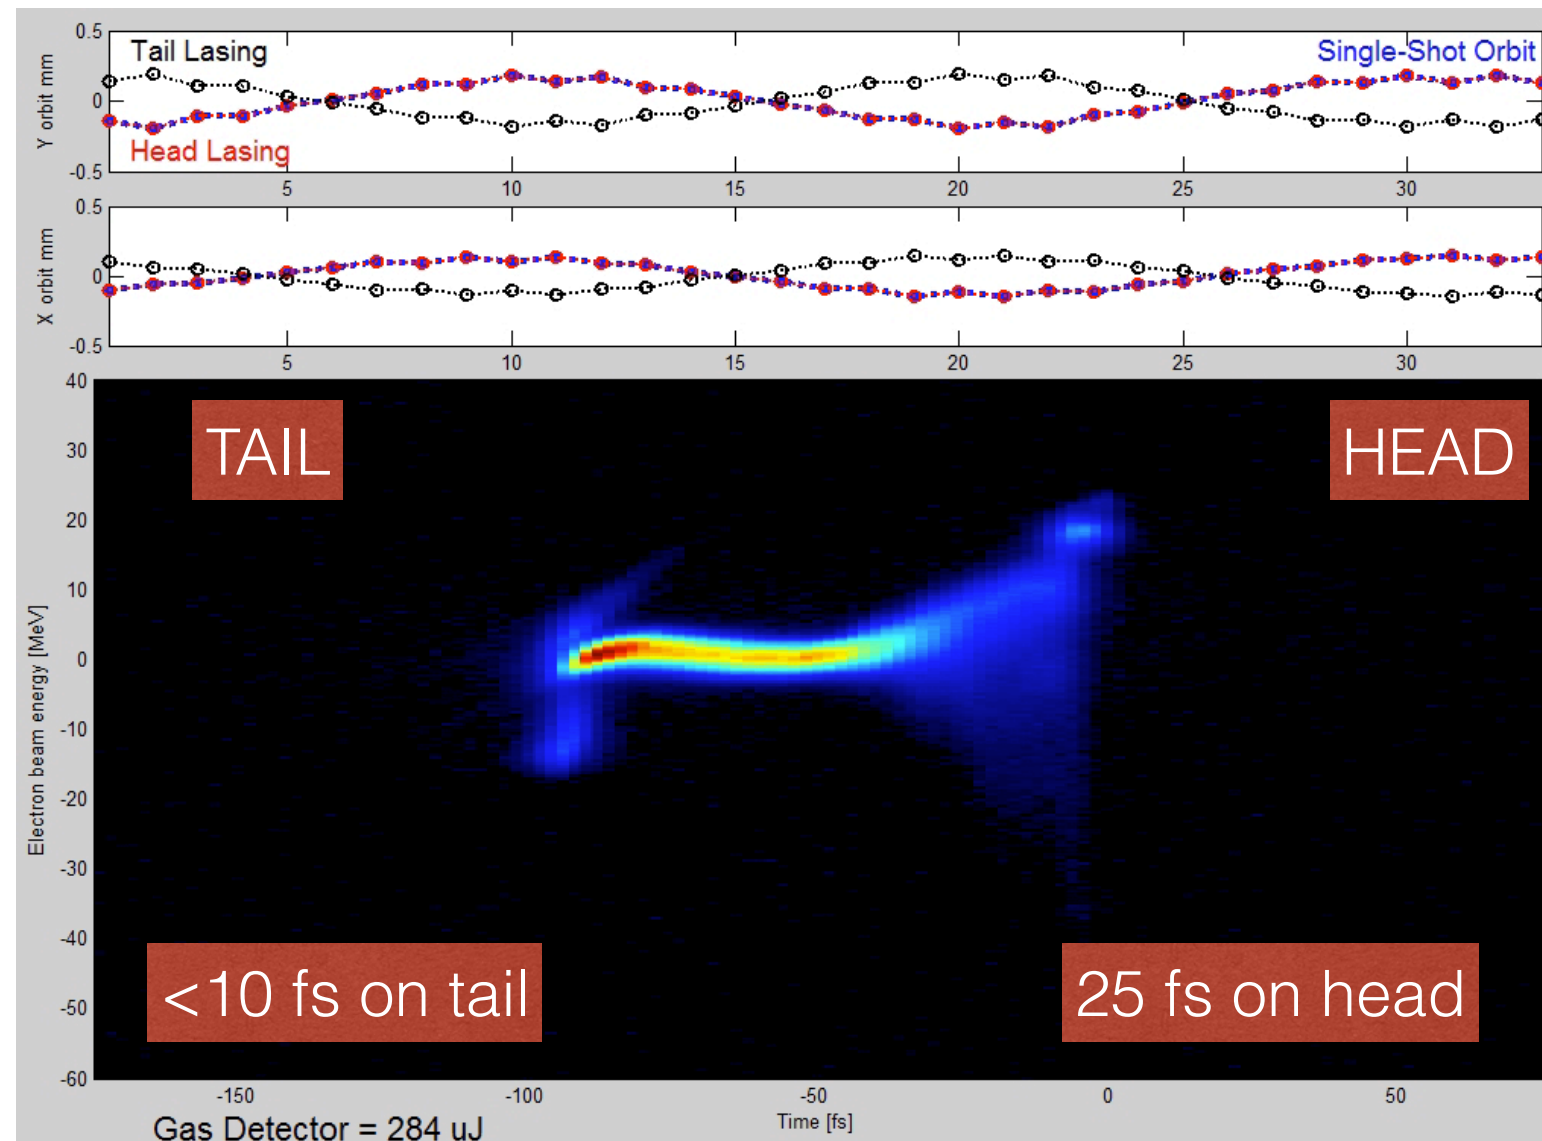 0.5
Tail Lasing
Single-Shot Orbit
Y orbit mm
0
Head Lasing
-0.5
5 10 15 20 25 30
0.5
X orbit mm
0
-0.5
5 10 15 20 25 30
40
TAIL
HEAD
30
20
10
Electron beam energy [MeV]
0
-10
-20
-30
-40
<10 fs on tail
25 fs on head
-50
-60
-150 -100 -50 0 50
Time [fs]
Gas Detector = 284 uJ